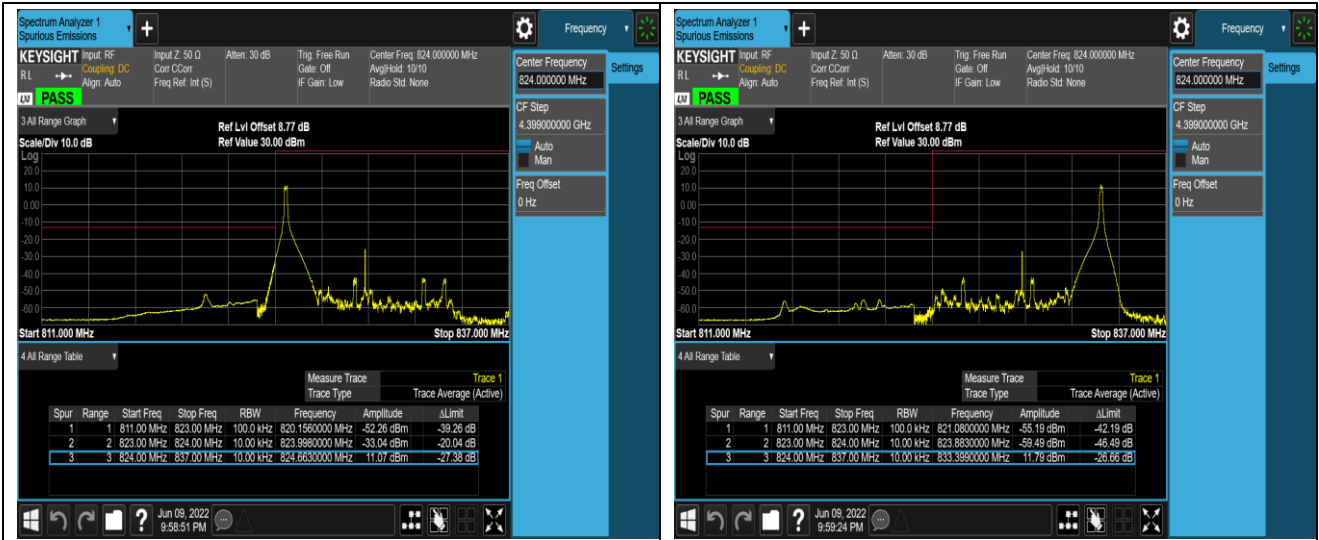 Spectrum Analyzer 1
Spurious Emissions
+
Frequency
KEYSIGHT
RL
Input: RF
Coupling: DC
Align: Auto
Input Z: 50 Ω
Corr CCorr
Freq Ref: Int (S)
Atten: 30 dB
Trig: Free Run
Gate: Off
IF Gain: Low
Center Freq: 824.000000 MHz
Avg|Hold: 10/10
Radio Std: None
LXI
PASS
Center Frequency
824.000000 MHz
Settings
CF Step
4.399000000 GHz
Auto
Man
Freq Offset
0 Hz
3 All Range Graph
Ref Lvl Offset 8.77 dB
Scale/Div 10.0 dB
Ref Value 30.00 dBm
Log
20.0
10.0
0.00
-10.0
-20.0
-30.0
-40.0
-50.0
-60.0
Start 811.000 MHz
Stop 837.000 MHz
4 All Range Table
Measure Trace Trace 1
Trace Type Trace Average (Active)
Spur Range Start Freq Stop Freq RBW Frequency Amplitude ΔLimit
1 1 811.00 MHz 823.00 MHz 100.0 kHz 820.1560000 MHz -52.26 dBm -39.26 dB
2 2 823.00 MHz 824.00 MHz 10.00 kHz 823.9980000 MHz -33.04 dBm -20.04 dB
3 3 824.00 MHz 837.00 MHz 10.00 kHz 824.6630000 MHz 11.07 dBm -27.38 dB
?
Jun 09, 2022
9:58:51 PM
Spectrum Analyzer 1
Spurious Emissions
+
Frequency
KEYSIGHT
RL
Input: RF
Coupling: DC
Align: Auto
Input Z: 50 Ω
Corr CCorr
Freq Ref: Int (S)
Atten: 30 dB
Trig: Free Run
Gate: Off
IF Gain: Low
Center Freq: 824.000000 MHz
Avg|Hold: 10/10
Radio Std: None
LXI
PASS
Center Frequency
824.000000 MHz
Settings
CF Step
4.399000000 GHz
Auto
Man
Freq Offset
0 Hz
3 All Range Graph
Ref Lvl Offset 8.77 dB
Scale/Div 10.0 dB
Ref Value 30.00 dBm
Log
20.0
10.0
0.00
-10.0
-20.0
-30.0
-40.0
-50.0
-60.0
Start 811.000 MHz
Stop 837.000 MHz
4 All Range Table
Measure Trace Trace 1
Trace Type Trace Average (Active)
Spur Range Start Freq Stop Freq RBW Frequency Amplitude ΔLimit
1 1 811.00 MHz 823.00 MHz 100.0 kHz 821.0800000 MHz -55.19 dBm -42.19 dB
2 2 823.00 MHz 824.00 MHz 10.00 kHz 823.8830000 MHz -59.49 dBm -46.49 dB
3 3 824.00 MHz 837.00 MHz 10.00 kHz 833.3990000 MHz 11.79 dBm -26.66 dB
?
Jun 09, 2022
9:59:24 PM